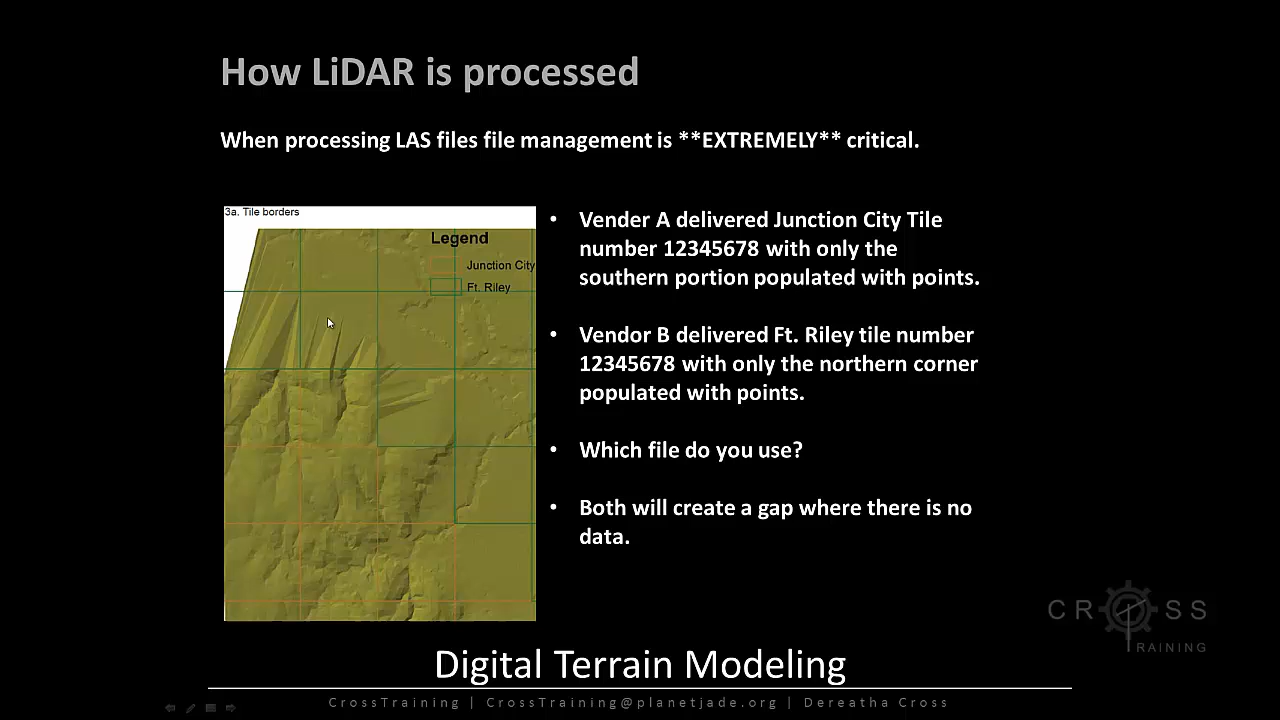 How LiDAR is processed
When processing LAS files file management is **EXTREMELY** critical.
3a. Tile borders
Legend
Junction City
Ft. Riley
• Vender A delivered Junction City Tile
number 12345678 with only the
southern portion populated with points.
• Vendor B delivered Ft. Riley tile number
12345678 with only the northern corner
populated with points.
• Which file do you use?
• Both will create a gap where there is no
data.
CROSS
TRAINING
Digital Terrain Modeling
CrossTraining | CrossTraining@planetjade.org | Dereatha Cross